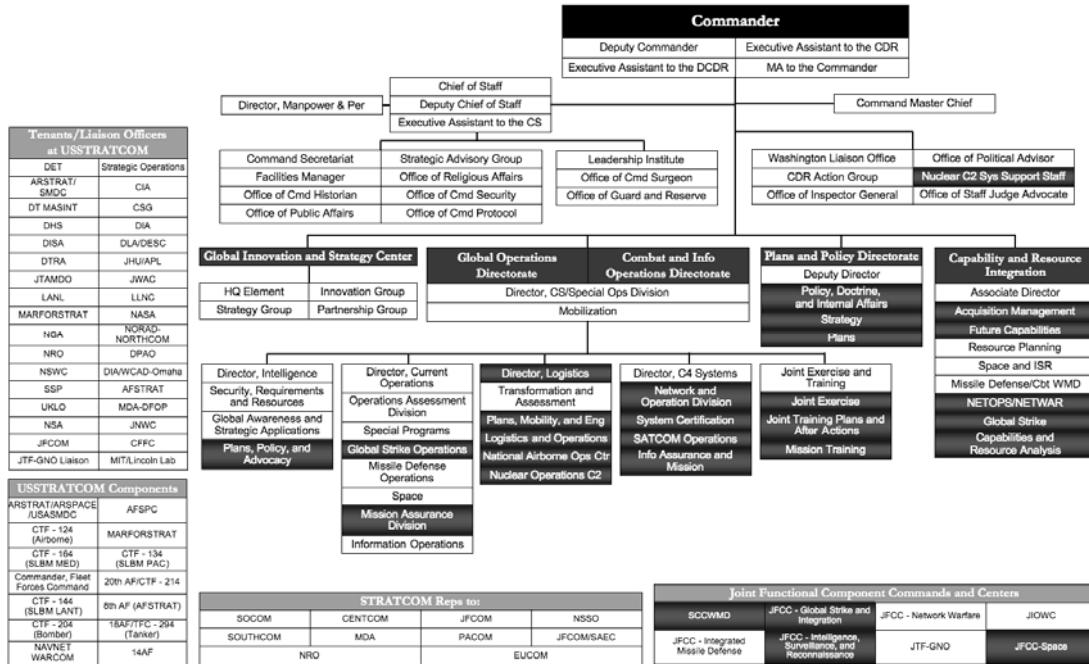 Commander
Deputy Commander
Executive Assistant to the CDR
Executive Assistant to the DCDR
MA to the Commander
Chief of Staff
Deputy Chief of Staff
Executive Assistant to the CS
Director, Manpower & Per
Command Master Chief
Command Secretariat
Strategic Advisory Group
Facilities Manager
Office of Religious Affairs
Office of Cmd Historian
Office of Cmd Security
Office of Public Affairs
Office of Cmd Protocol
Leadership Institute
Office of Cmd Surgeon
Office of Guard and Reserve
Washington Liaison Office
Office of Political Advisor
CDR Action Group
Nuclear C2 Sys Support Staff
Office of Inspector General
Office of Staff Judge Advocate
Tenants/Liaison Officers
at USSTRATCOM
DET
Strategic Operations
ARSTRAT/
SMDC
CIA
DT MASINT
CSG
DHS
DIA
DISA
DLA/DESC
DTRA
JHU/APL
JTAMDO
JWAC
LANL
LLNC
MARFORSTRAT
NASA
NGA
NORAD-
NORTHCOM
NRO
DPAO
NSWC
DIA/WCAD-Omaha
SSP
AFSTRAT
UKLO
MDA-DFOP
NSA
JNWC
JFCOM
CFFC
JTF-GNO Liaison
MIT/Lincoln Lab
Global Innovation and Strategy Center
HQ Element
Innovation Group
Strategy Group
Partnership Group
Global Operations
Directorate
Combat and Info
Operations Directorate
Director, CS/Special Ops Division
Mobilization
Plans and Policy Directorate
Deputy Director
Policy, Doctrine,
and Internal Affairs
Strategy
Plans
Capability and Resource
Integration
Associate Director
Acquisition Management
Future Capabilities
Resource Planning
Space and ISR
Missile Defense/Cbt WMD
NETOPS/NETWAR
Global Strike
Capabilities and
Resource Analysis
Director, Intelligence
Security, Requirements
and Resources
Global Awareness and
Strategic Applications
Plans, Policy, and
Advocacy
Director, Current
Operations
Operations Assessment
Division
Special Programs
Global Strike Operations
Missile Defense
Operations
Space
Mission Assurance
Division
Information Operations
Director, Logistics
Transformation and
Assessment
Plans, Mobility, and Eng
Logistics and Operations
National Airborne Ops Ctr
Nuclear Operations C2
Director, C4 Systems
Network and
Operation Division
System Certification
SATCOM Operations
Info Assurance and
Mission
Joint Exercise and
Training
Joint Exercise
Joint Training Plans and
After Actions
Mission Training
USSTRATCOM Components
ARSTRAT/ARSPACE
/USASMDC
AFSPC
CTF - 124
(Airborne)
MARFORSTRAT
CTF - 164
(SLBM MED)
CTF - 134
(SLBM PAC)
Commander, Fleet
Forces Command
20th AF/CTF - 214
CTF - 144
(SLBM LANT)
8th AF (AFSTRAT)
CTF - 204
(Bomber)
18AF/TFC - 294
(Tanker)
NAVNET
WARCOM
14AF
STRATCOM Reps to:
SOCOM
CENTCOM
JFCOM
NSSO
SOUTHCOM
MDA
PACOM
JFCOM/SAEC
NRO
EUCOM
Joint Functional Component Commands and Centers
SCCWMD
JFCC - Global Strike and
Integration
JFCC - Network Warfare
JIOWC
JFCC - Integrated
Missile Defense
JFCC - Intelligence,
Surveillance, and
Reconnaissance
JTF-GNO
JFCC-Space